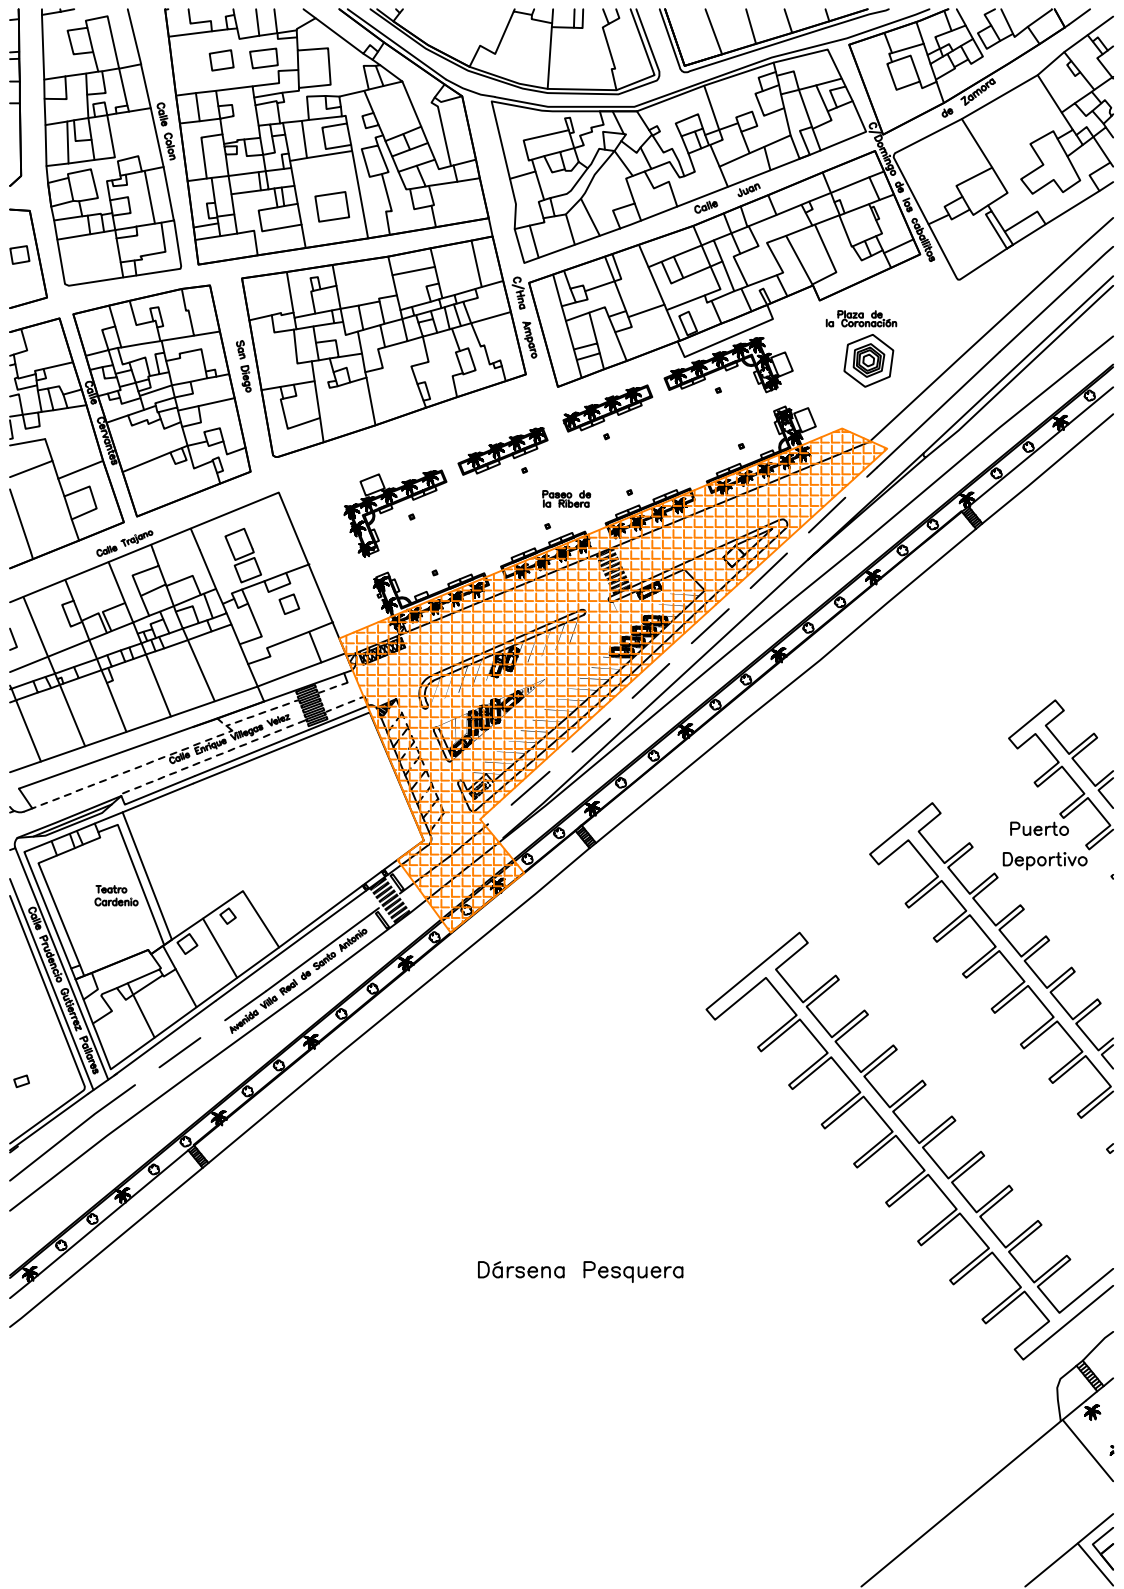 Calle Colon
de Zamora
C/Domingo de los caballitos
Calle Juan
C/Hna Amparo
Plaza de
la Coronación
San Diego
Calle Cervantes
Paseo de
la Ribera
Calle Trajano
Calle Enrique Villegas Velez
Puerto
Deportivo
Teatro
Cardenio
Calle Prudencio Gutierrez Pallares
Avenida Villa Real de Santo Antonio
Dársena Pesquera